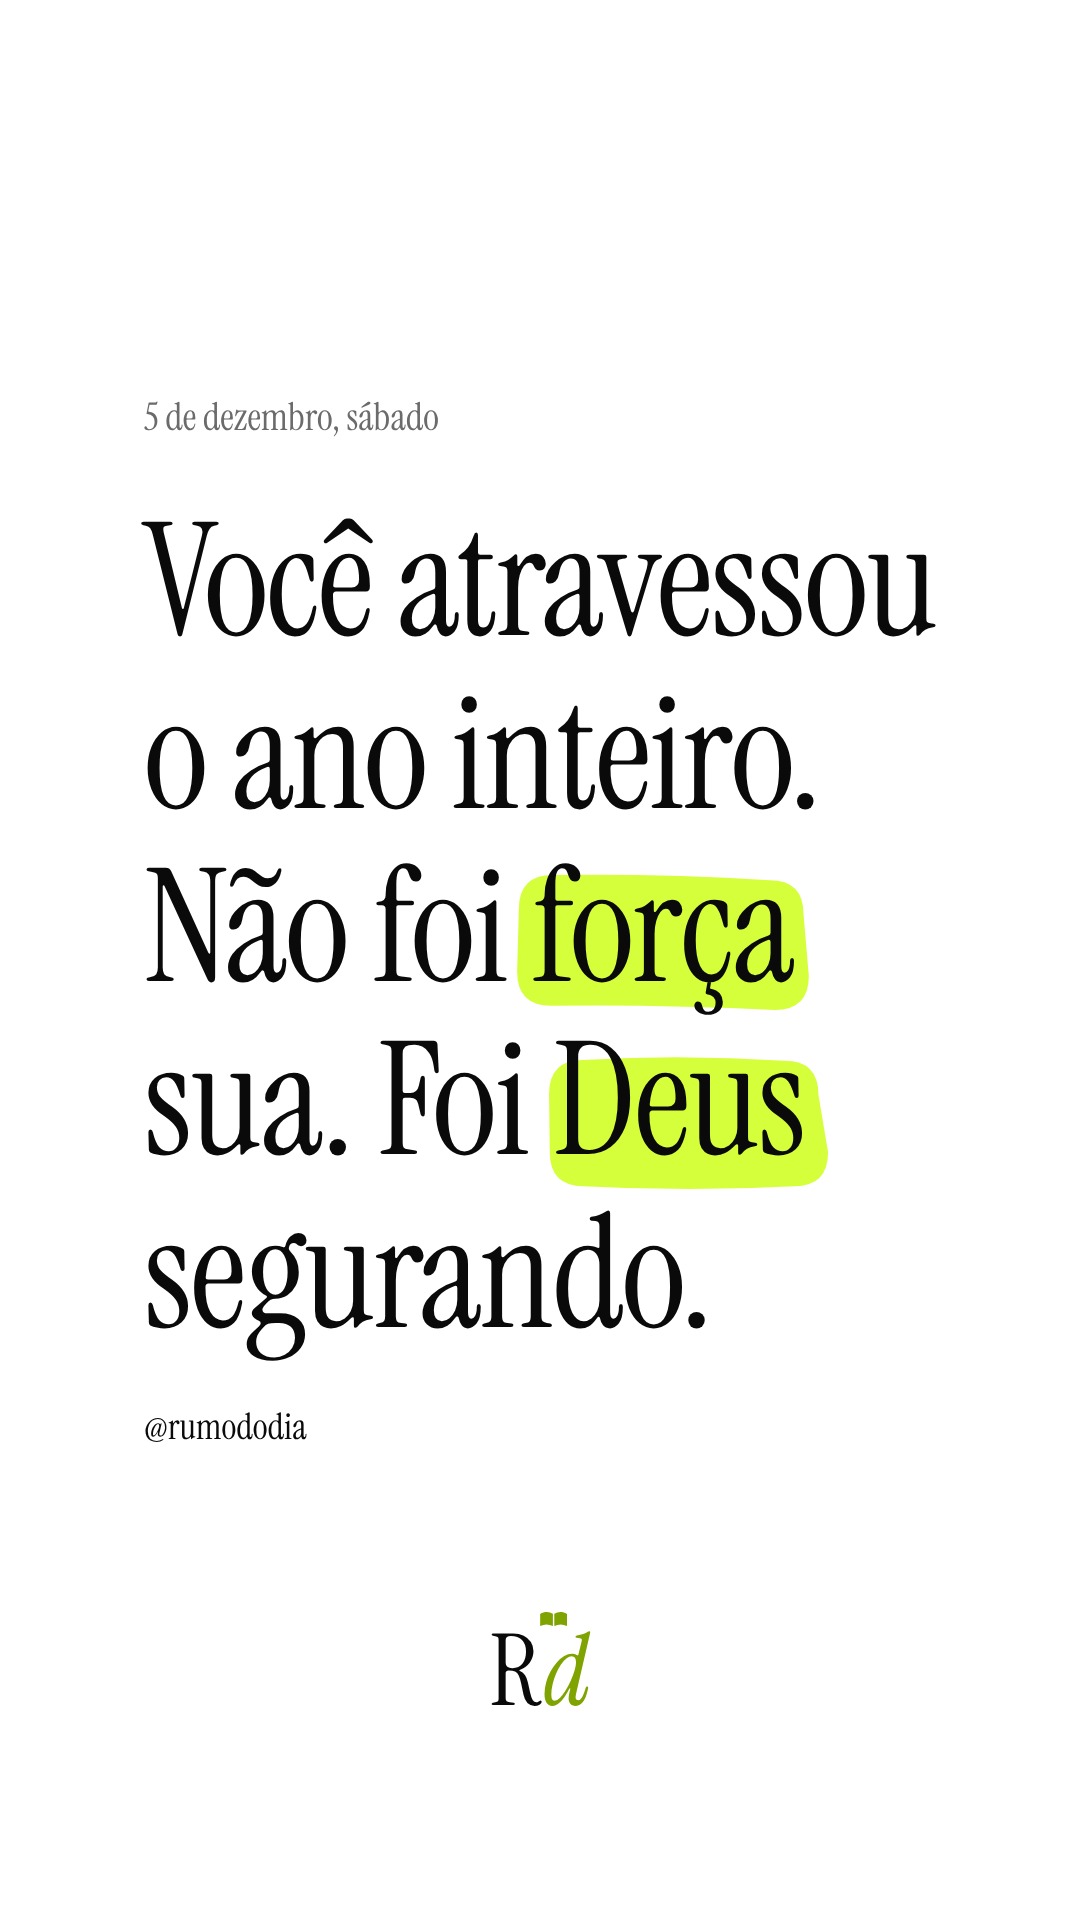 5 de dezembro, sábado
Você atravessou
o ano inteiro.
Não foi força
sua. Foi Deus
segurando.
@rumododia
Rd